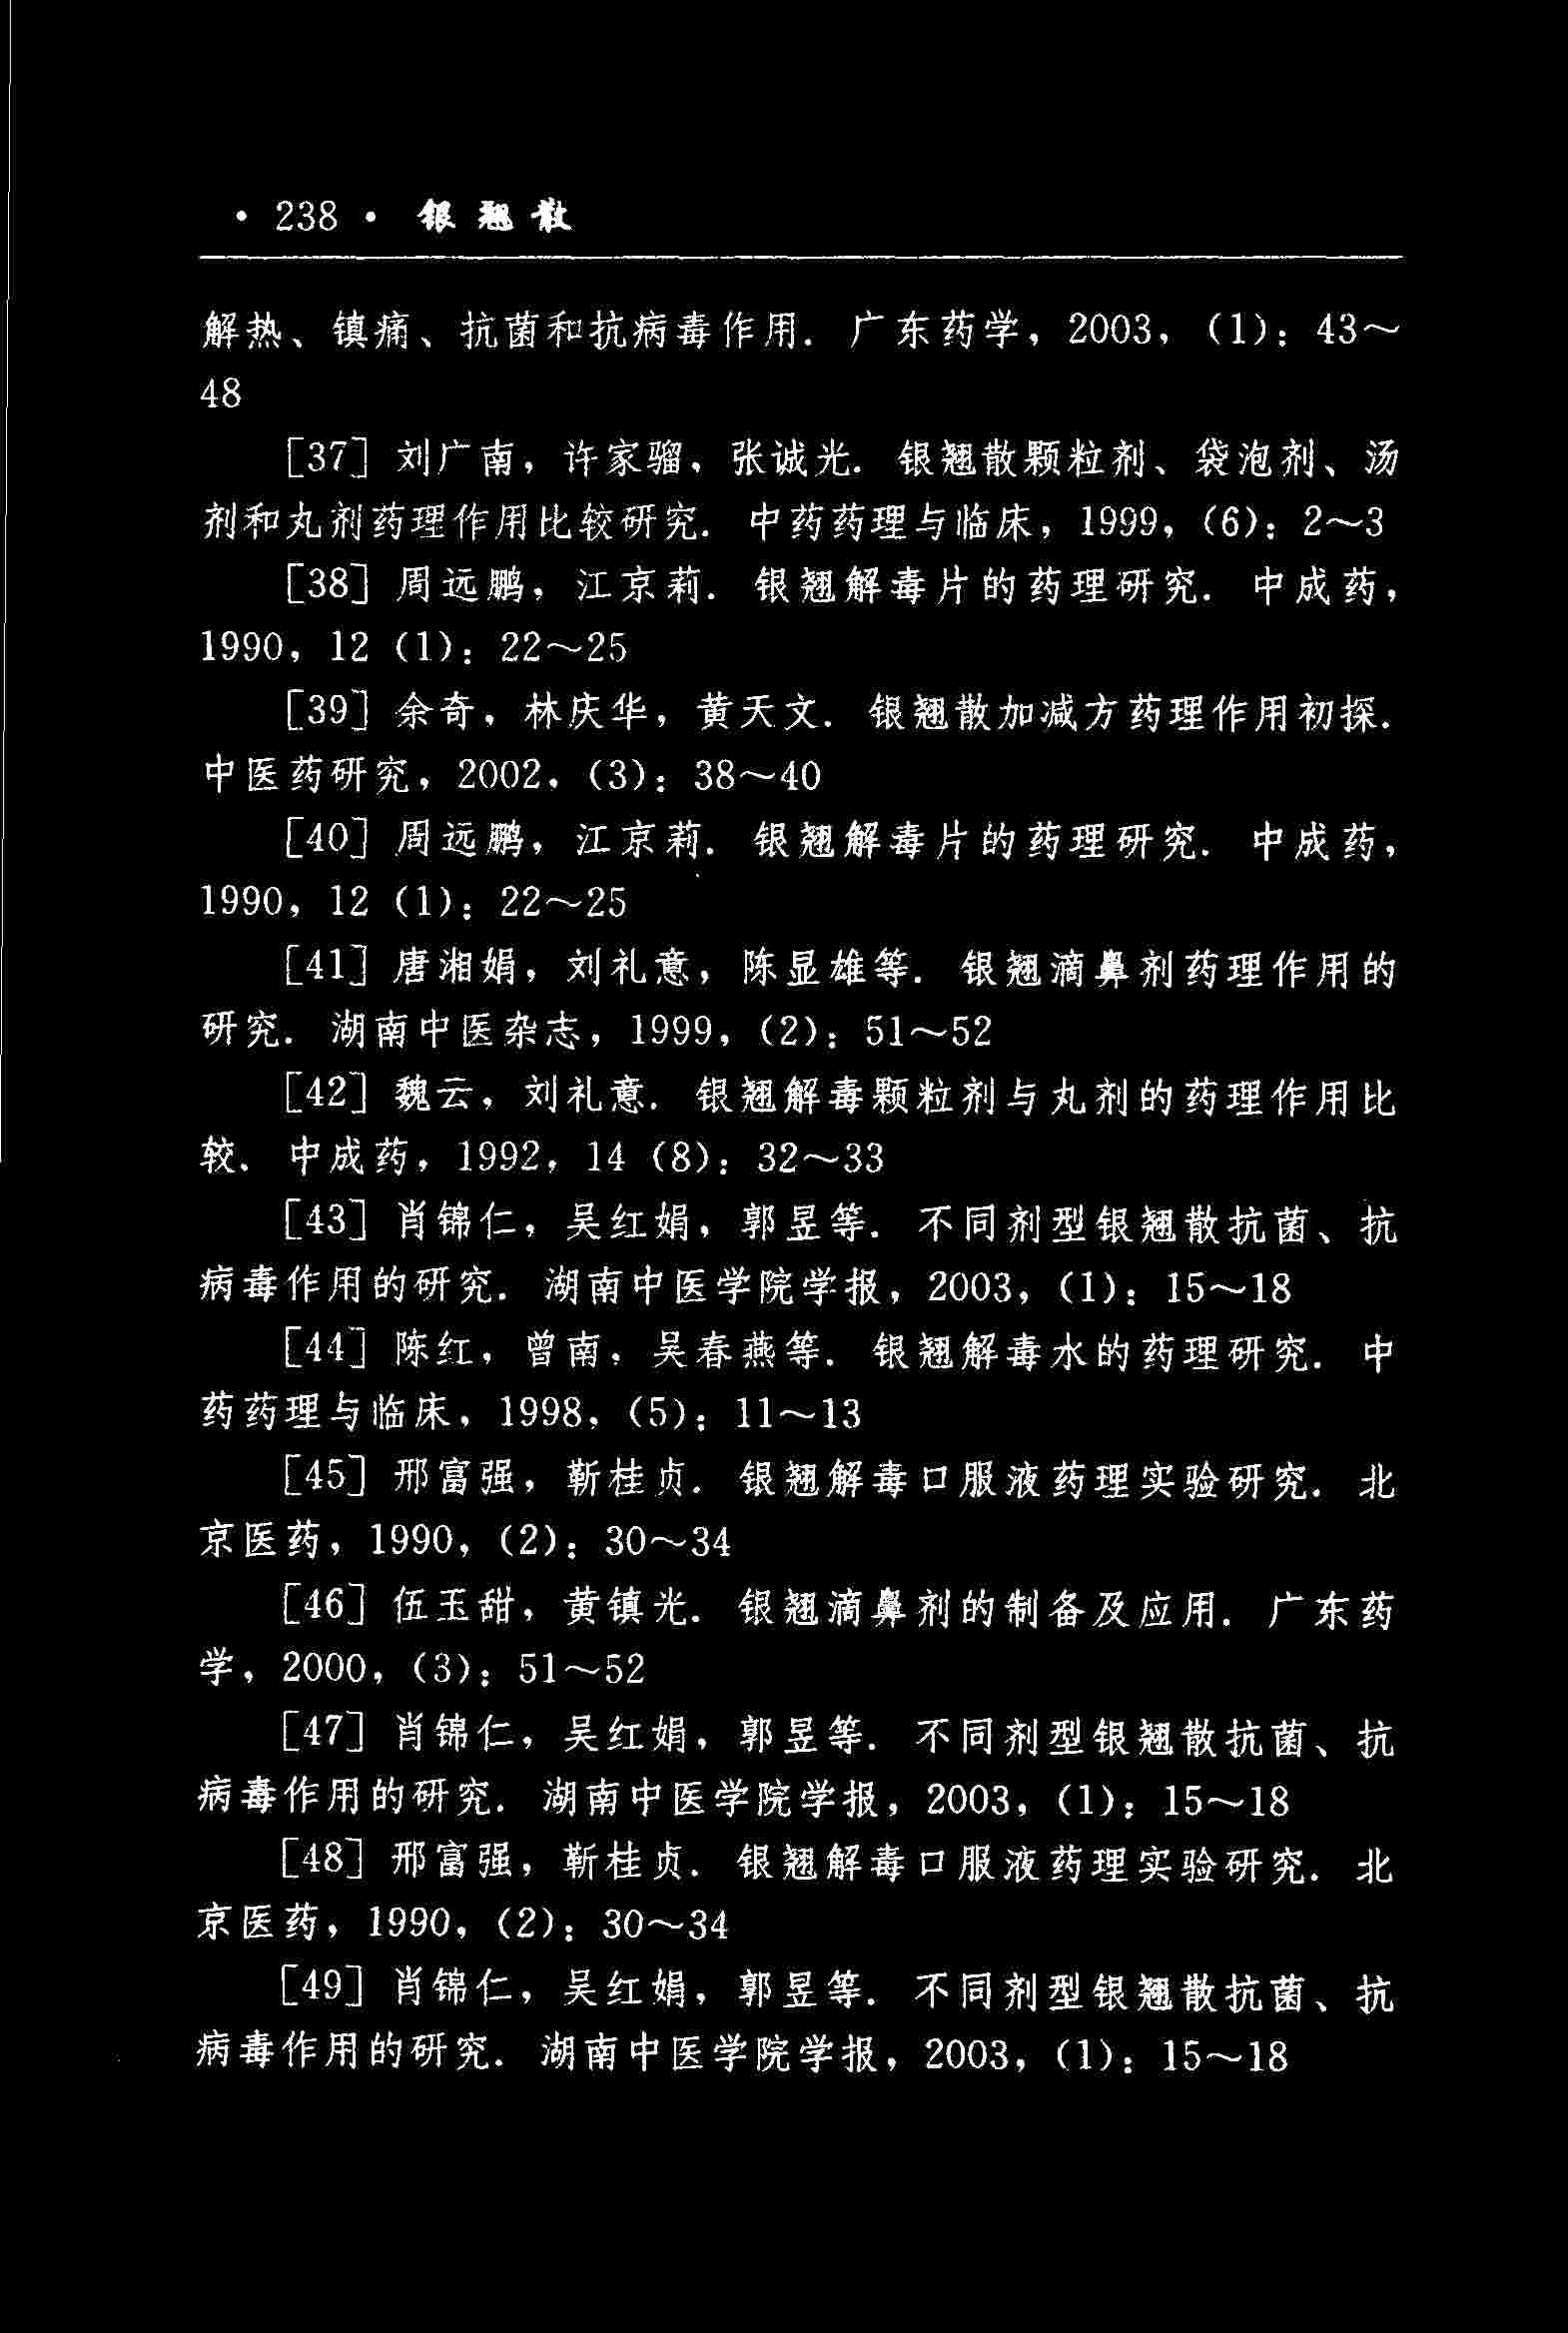 · 238 · 银翘散
解热、镇痛、抗菌和抗病毒作用. 广东药学, 2003, (1): 43～
48
[37] 刘广南, 许家骝, 张诚光. 银翘散颗粒剂、袋泡剂、汤
剂和丸剂药理作用比较研究. 中药药理与临床, 1999, (6): 2～3
[38] 周远鹏, 江京莉. 银翘解毒片的药理研究. 中成药,
1990, 12 (1): 22～25
[39] 余奇, 林庆华, 黄天文. 银翘散加减方药理作用初探.
中医药研究, 2002, (3): 38～40
[40] 周远鹏, 江京莉. 银翘解毒片的药理研究. 中成药,
1990, 12 (1): 22～25
[41] 唐湘娟, 刘礼意, 陈显雄等. 银翘滴鼻剂药理作用的
研究. 湖南中医杂志, 1999, (2): 51～52
[42] 魏云, 刘礼意. 银翘解毒颗粒剂与丸剂的药理作用比
较. 中成药, 1992, 14 (8): 32～33
[43] 肖锦仁, 吴红娟, 郭昱等. 不同剂型银翘散抗菌、抗
病毒作用的研究. 湖南中医学院学报, 2003, (1): 15～18
[44] 陈红, 曾南, 吴春燕等. 银翘解毒水的药理研究. 中
药药理与临床, 1998, (5): 11～13
[45] 邢富强, 靳桂贞. 银翘解毒口服液药理实验研究. 北
京医药, 1990, (2): 30～34
[46] 伍玉甜, 黄镇光. 银翘滴鼻剂的制备及应用. 广东药
学, 2000, (3): 51～52
[47] 肖锦仁, 吴红娟, 郭昱等. 不同剂型银翘散抗菌、抗
病毒作用的研究. 湖南中医学院学报, 2003, (1): 15～18
[48] 邢富强, 靳桂贞. 银翘解毒口服液药理实验研究. 北
京医药, 1990, (2): 30～34
[49] 肖锦仁, 吴红娟, 郭昱等. 不同剂型银翘散抗菌、抗
病毒作用的研究. 湖南中医学院学报, 2003, (1): 15～18